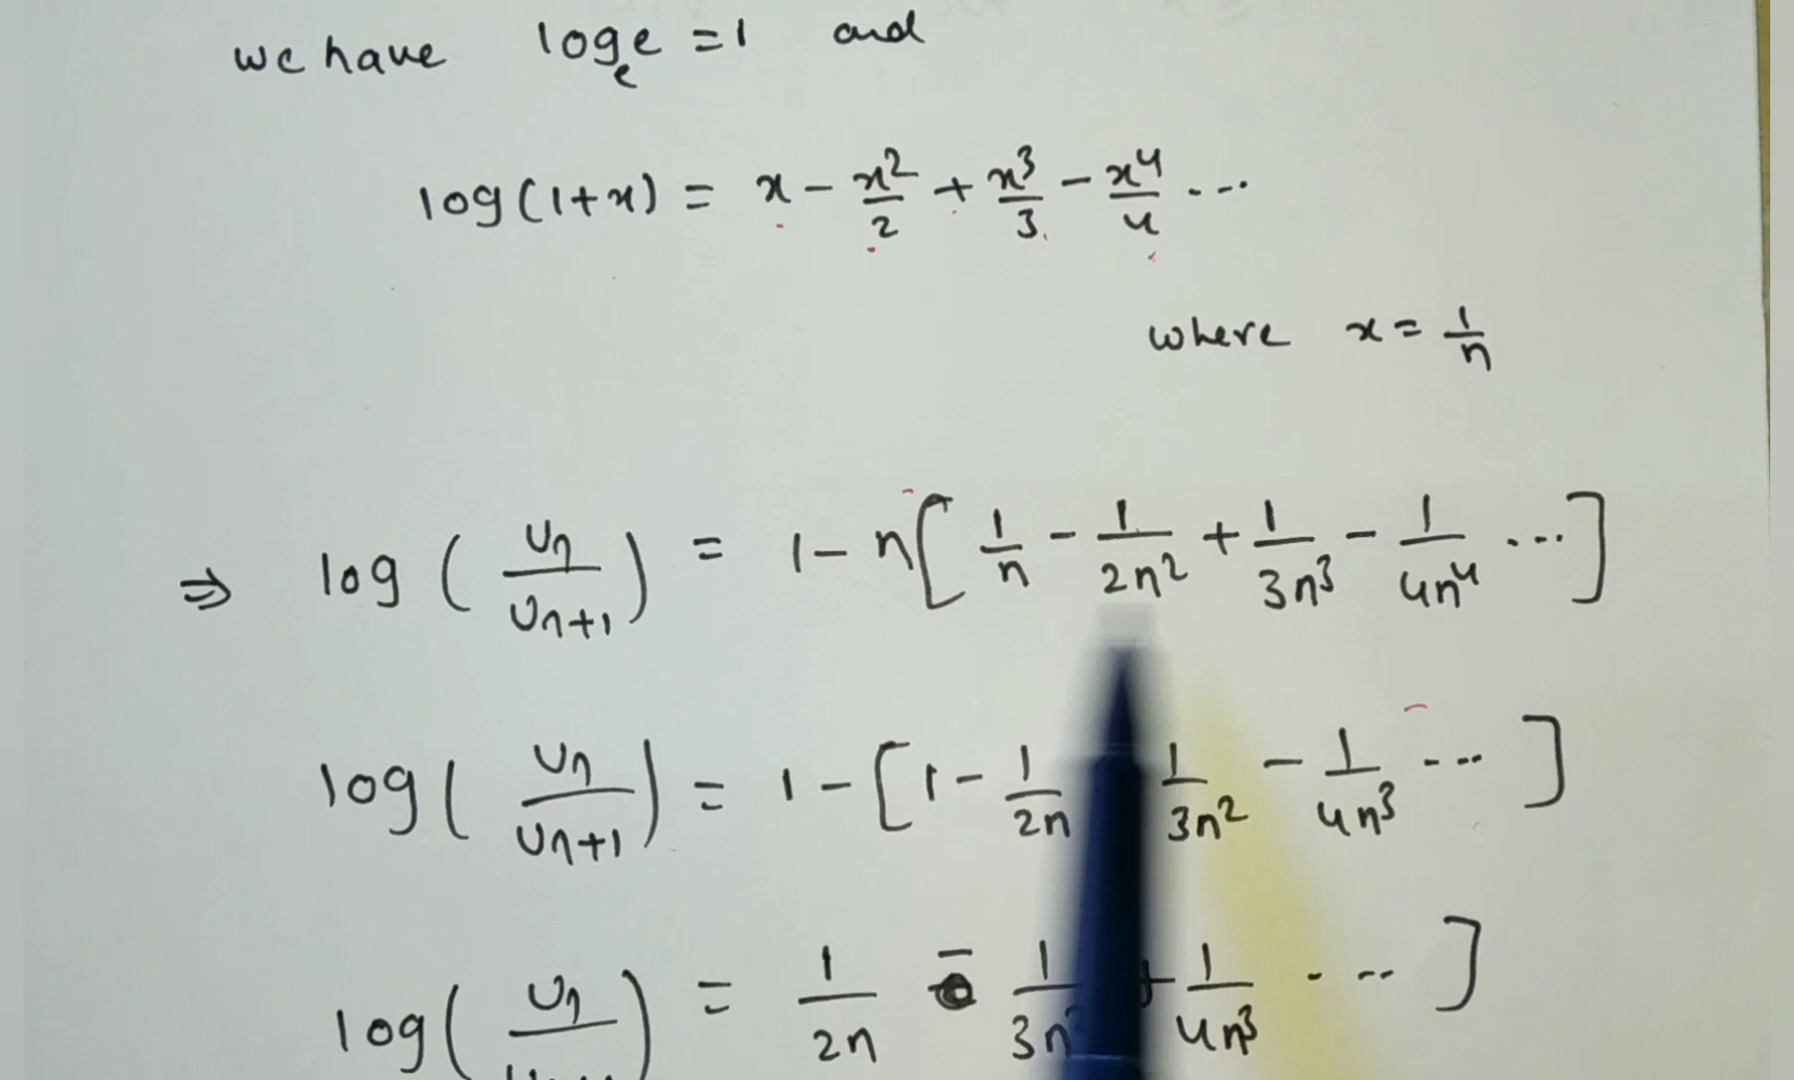 we have logₑe = 1 and
log(1+x) = x - x²/2 + x³/3 - x⁴/4 ...
where x = 1/n
⇒ log (Un/Un+1) = 1 - n[1/n - 1/2n² + 1/3n³ - 1/4n⁴ ...]
log (Un/Un+1) = 1 - [1 - 1/2n 1/3n² - 1/4n³ ... ]
log (Un/ ) = 1/2n - 1/3n² + 1/4n³ ... ]